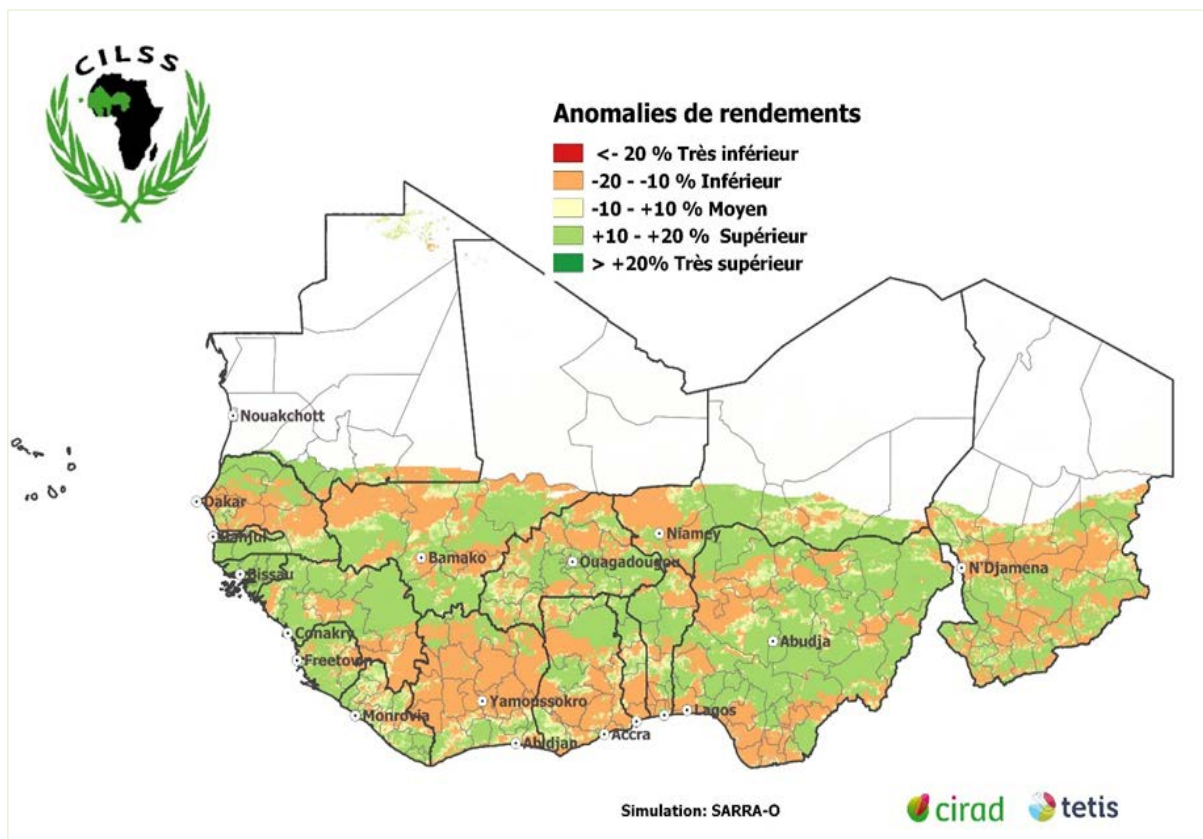 CILSS
Anomalies de rendements
<- 20 % Très inférieur
-20 - -10 % Inférieur
-10 - +10 % Moyen
+10 - +20 % Supérieur
> +20% Très supérieur
Nouakchott
Dakar
Banjul
Niamey
Bamako
Ouagadougou
Bissau
N'Djamena
Conakry
Abudja
Freetown
Yamoussokro
Monrovia
Lagos
Accra
Abidjan
Simulation: SARRA-O
cirad
tetis